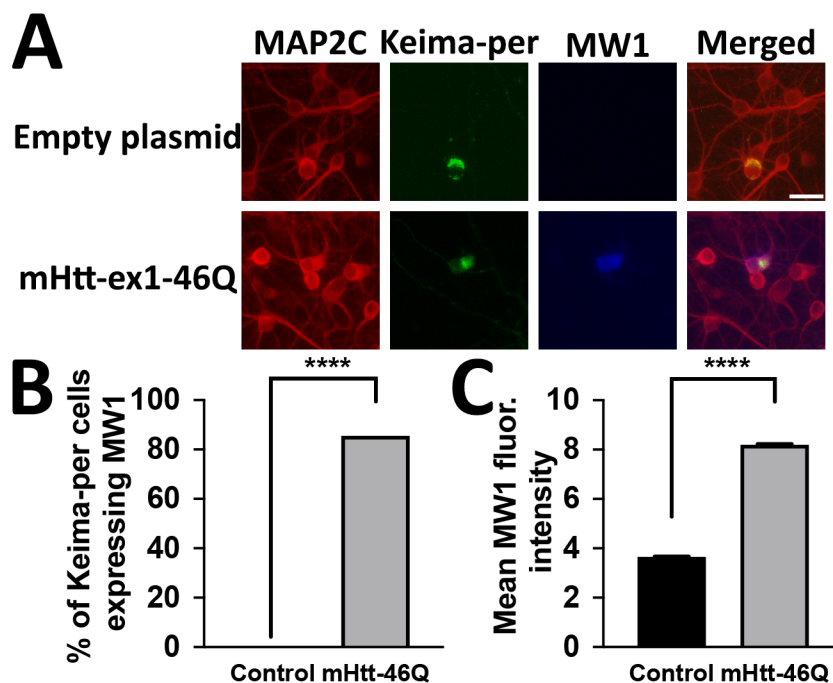 A
MAP2C Keima-per MW1 Merged
Empty plasmid
mHtt-ex1-46Q
B
% of Keima-per cells
expressing MW1
100
80
60
40
20
0
****
Control mHtt-46Q
C
Mean MW1 fluor.
intensity
10
8
6
4
2
0
****
Control mHtt-46Q